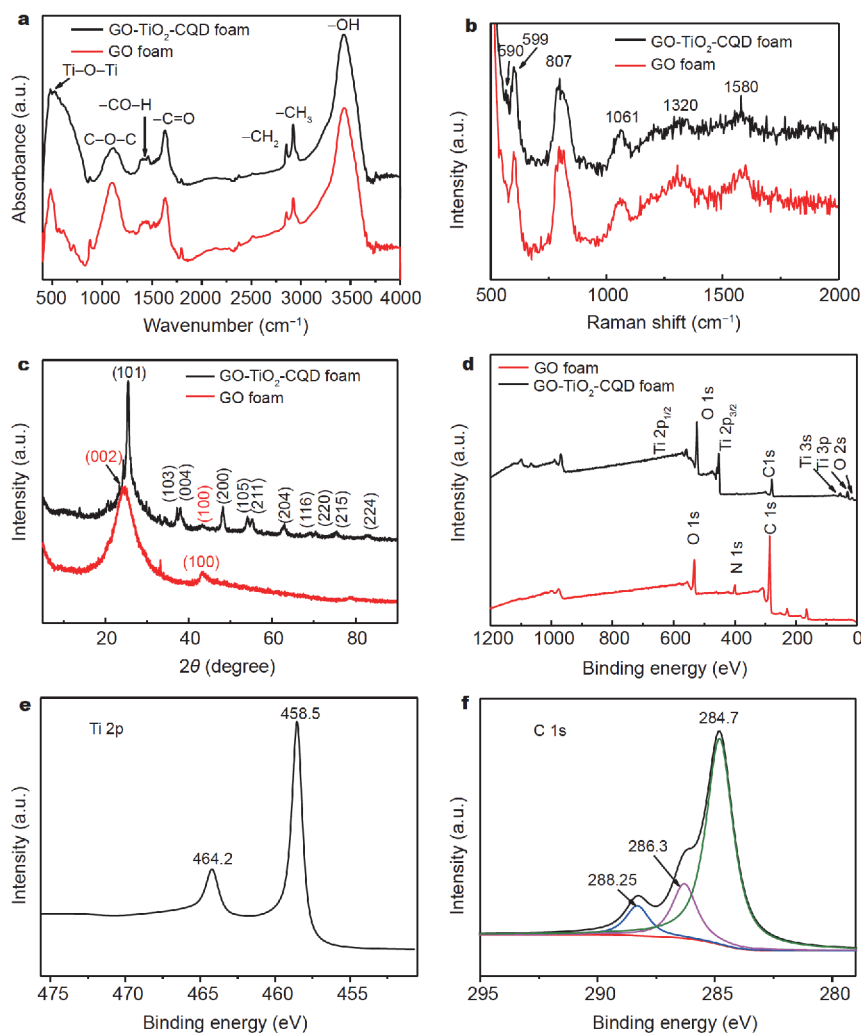 a
GO-TiO₂-CQD foam
GO foam
Ti–O–Ti
C–O–C
–CO–H
–C=O
–CH₂
–CH₃
–OH
Absorbance (a.u.)
500 1000 1500 2000 2500 3000 3500 4000
Wavenumber (cm⁻¹)
b
GO-TiO₂-CQD foam
GO foam
590
599
807
1061
1320
1580
Intensity (a.u.)
500 1000 1500 2000
Raman shift (cm⁻¹)
c
GO-TiO₂-CQD foam
GO foam
(101)
(002)
(103)
(004)
(100)
(200)
(105)
(211)
(204)
(116)
(220)
(215)
(224)
(100)
Intensity (a.u.)
20 40 60 80
2θ (degree)
d
GO foam
GO-TiO₂-CQD foam
Ti 2p1/2
O 1s
Ti 2p3/2
C1s
Ti 3s
Ti 3p
O 2s
O 1s
N 1s
C 1s
Intensity (a.u.)
1200 1000 800 600 400 200 0
Binding energy (eV)
e
Ti 2p
458.5
464.2
Intensity (a.u.)
475 470 465 460 455
Binding energy (eV)
f
C 1s
284.7
286.3
288.25
Intensity (a.u.)
295 290 285 280
Binding energy (eV)